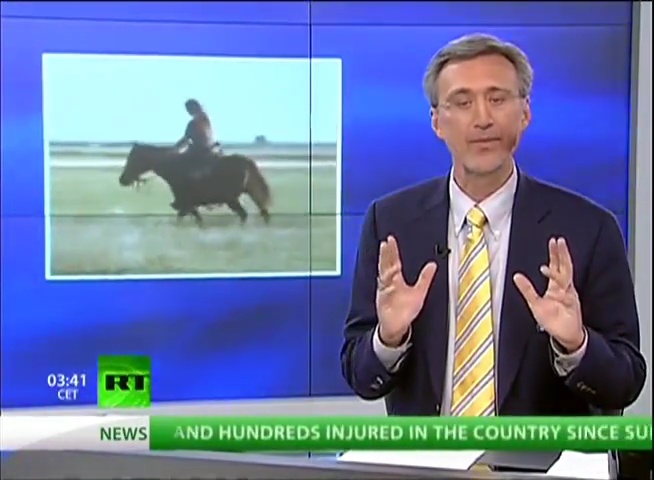 03:41
CET
RT
NEWS
AND HUNDREDS INJURED IN THE COUNTRY SINCE